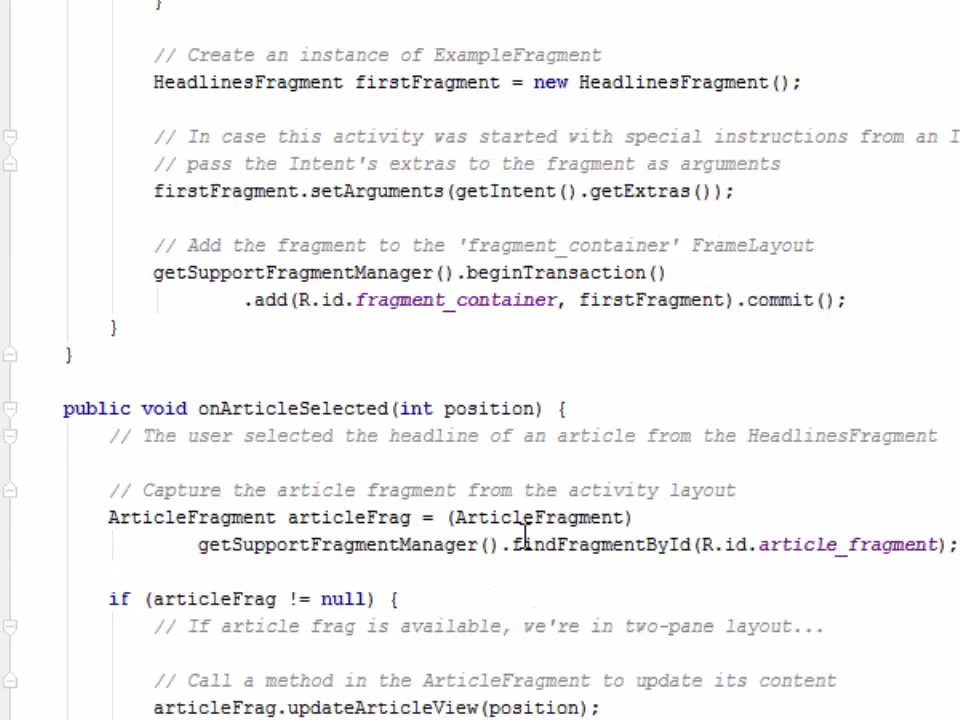 }
// Create an instance of ExampleFragment
HeadlinesFragment firstFragment = new HeadlinesFragment();
// In case this activity was started with special instructions from an I
// pass the Intent's extras to the fragment as arguments
firstFragment.setArguments(getIntent().getExtras());
// Add the fragment to the 'fragment_container' FrameLayout
getSupportFragmentManager().beginTransaction()
.add(R.id.fragment_container, firstFragment).commit();
}
}
public void onArticleSelected(int position) {
// The user selected the headline of an article from the HeadlinesFragment
// Capture the article fragment from the activity layout
ArticleFragment articleFrag = (ArticleFragment)
getSupportFragmentManager().findFragmentById(R.id.article_fragment);
if (articleFrag != null) {
// If article frag is available, we're in two-pane layout...
// Call a method in the ArticleFragment to update its content
articleFrag.updateArticleView(position);